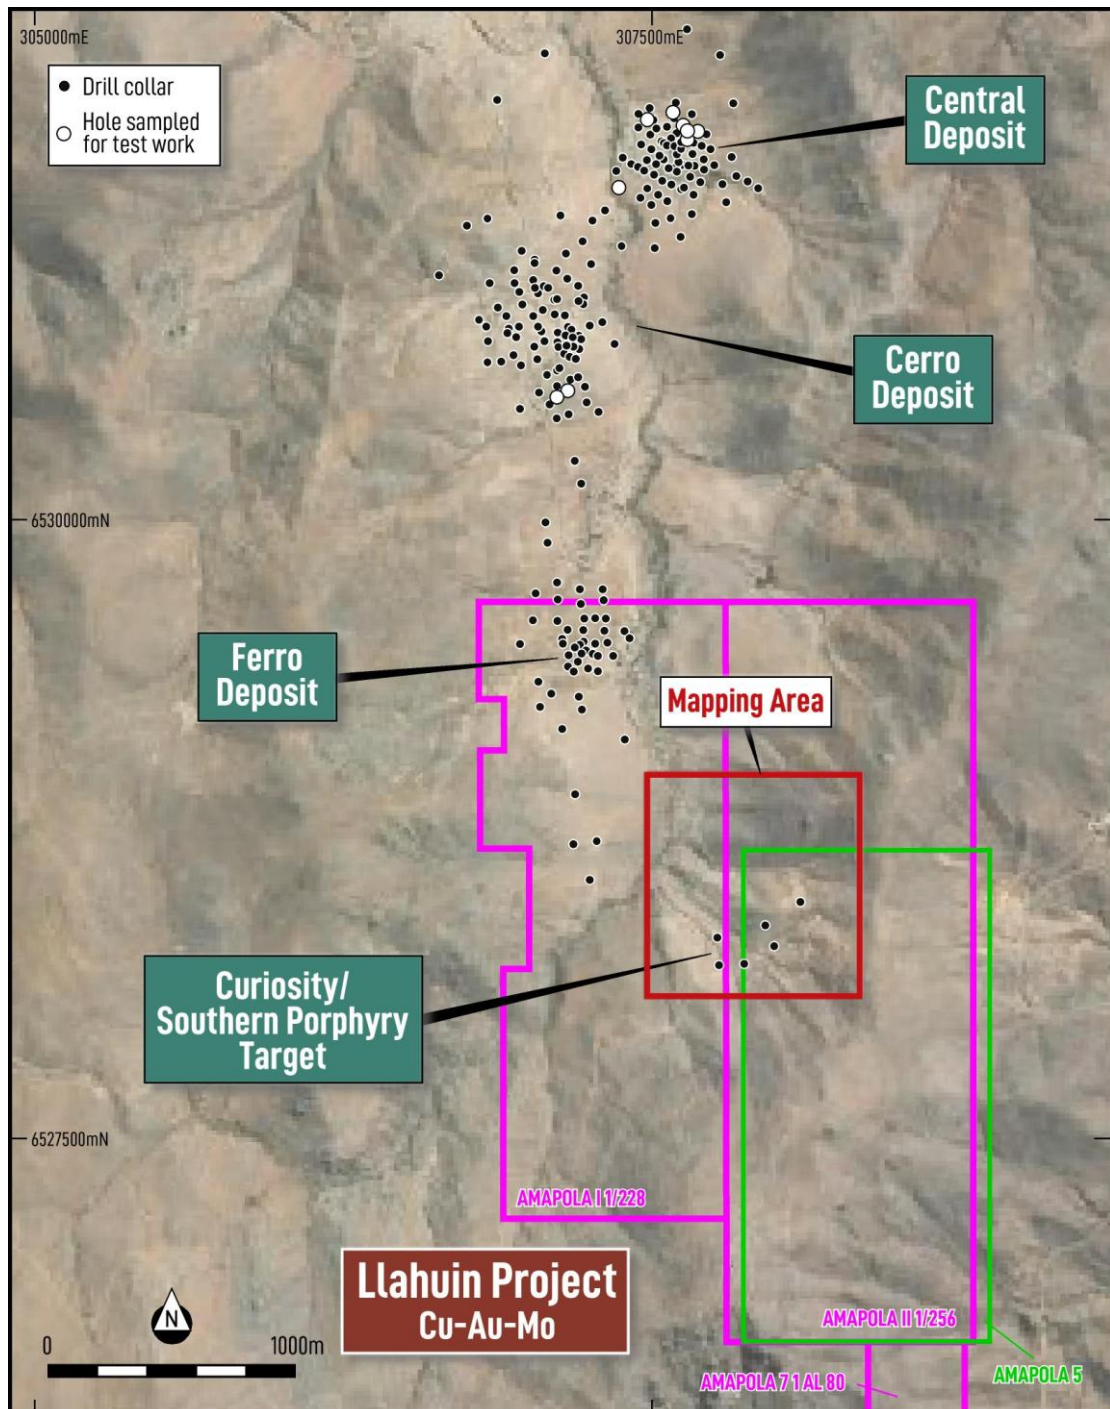 305000mE
307500mE
Drill collar
Hole sampled
for test work
Central
Deposit
Cerro
Deposit
6530000mN
Ferro
Deposit
Mapping Area
Curiosity/
Southern Porphyry
Target
6527500mN
AMAPOLA I 1/228
Llahuin Project
Cu-Au-Mo
N
0
1000m
AMAPOLA II 1/256
AMAPOLA 7 1 AL 80
AMAPOLA 5